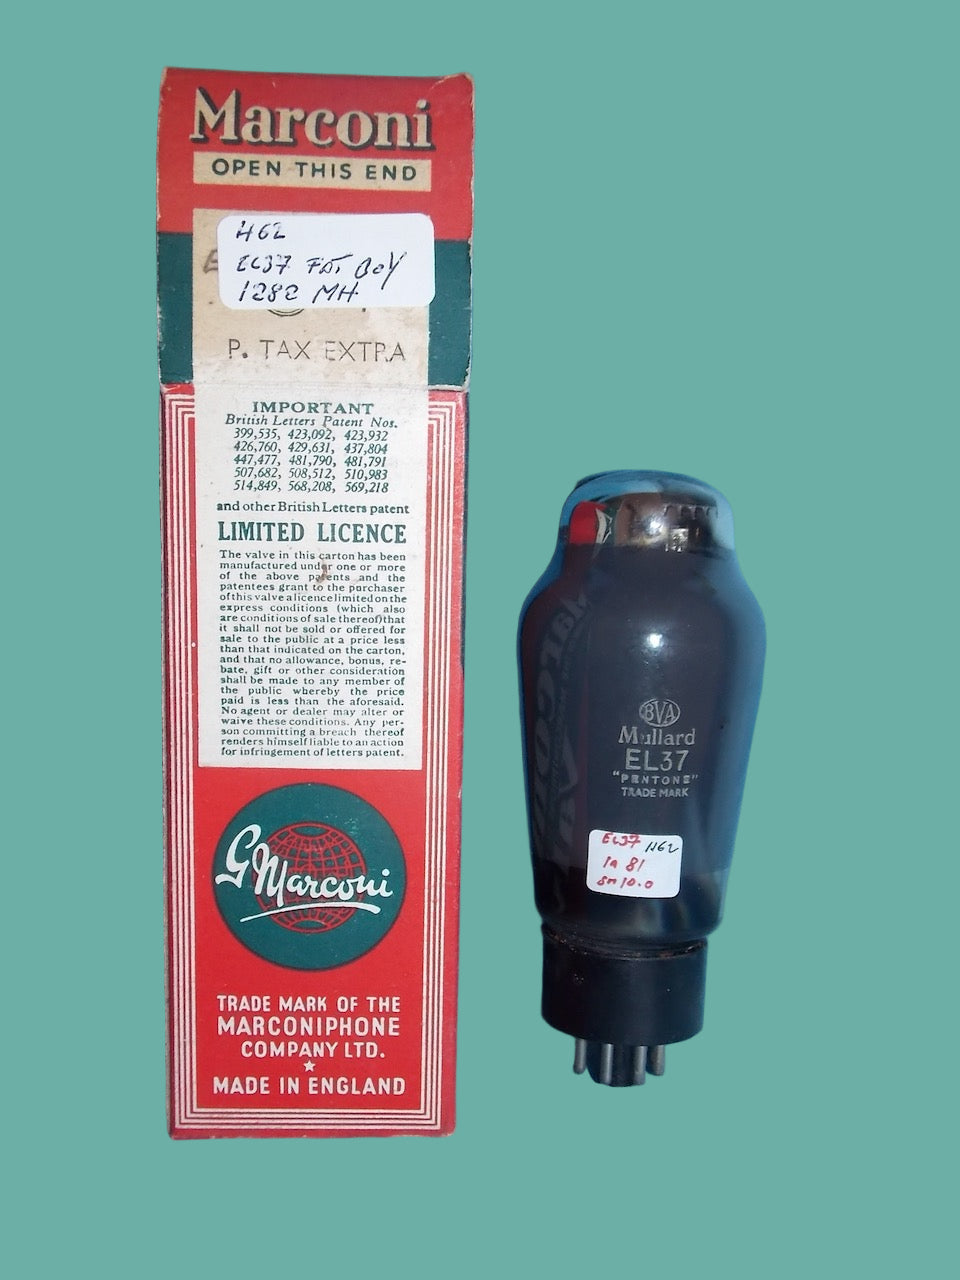 Marconi
OPEN THIS END
H62
EL37 FAT BOY
1282 MH
P. TAX EXTRA
IMPORTANT
British Letters Patent Nos.
399,535, 423,092, 423,932
426,760, 429,631, 437,804
447,477, 481,790, 481,791
507,682, 508,512, 510,983
514,849, 568,208, 569,218
and other British Letters patent
LIMITED LICENCE
The valve in this carton has been
manufactured under one or more
of the above patents and the
patentees grant to the purchaser
of this valve a licence limited on the
express conditions (which also
are conditions of sale thereof) that
it shall not be sold or offered for
sale to the public at a price less
than that indicated on the carton,
and that no allowance, bonus, re-
bate, gift or other consideration
shall be made to any member of
the public whereby the price
paid is less than the aforesaid.
No agent or dealer may alter or
waive these conditions. Any per-
son committing a breach thereof
renders himself liable to an action
for infringement of letters patent.
G Marconi
TRADE MARK OF THE
MARCONIPHONE
COMPANY LTD.
MADE IN ENGLAND
BVA
Mullard
EL37
"PENTONE"
TRADE MARK
EL37 H62
Ia 81
Sm 10.0